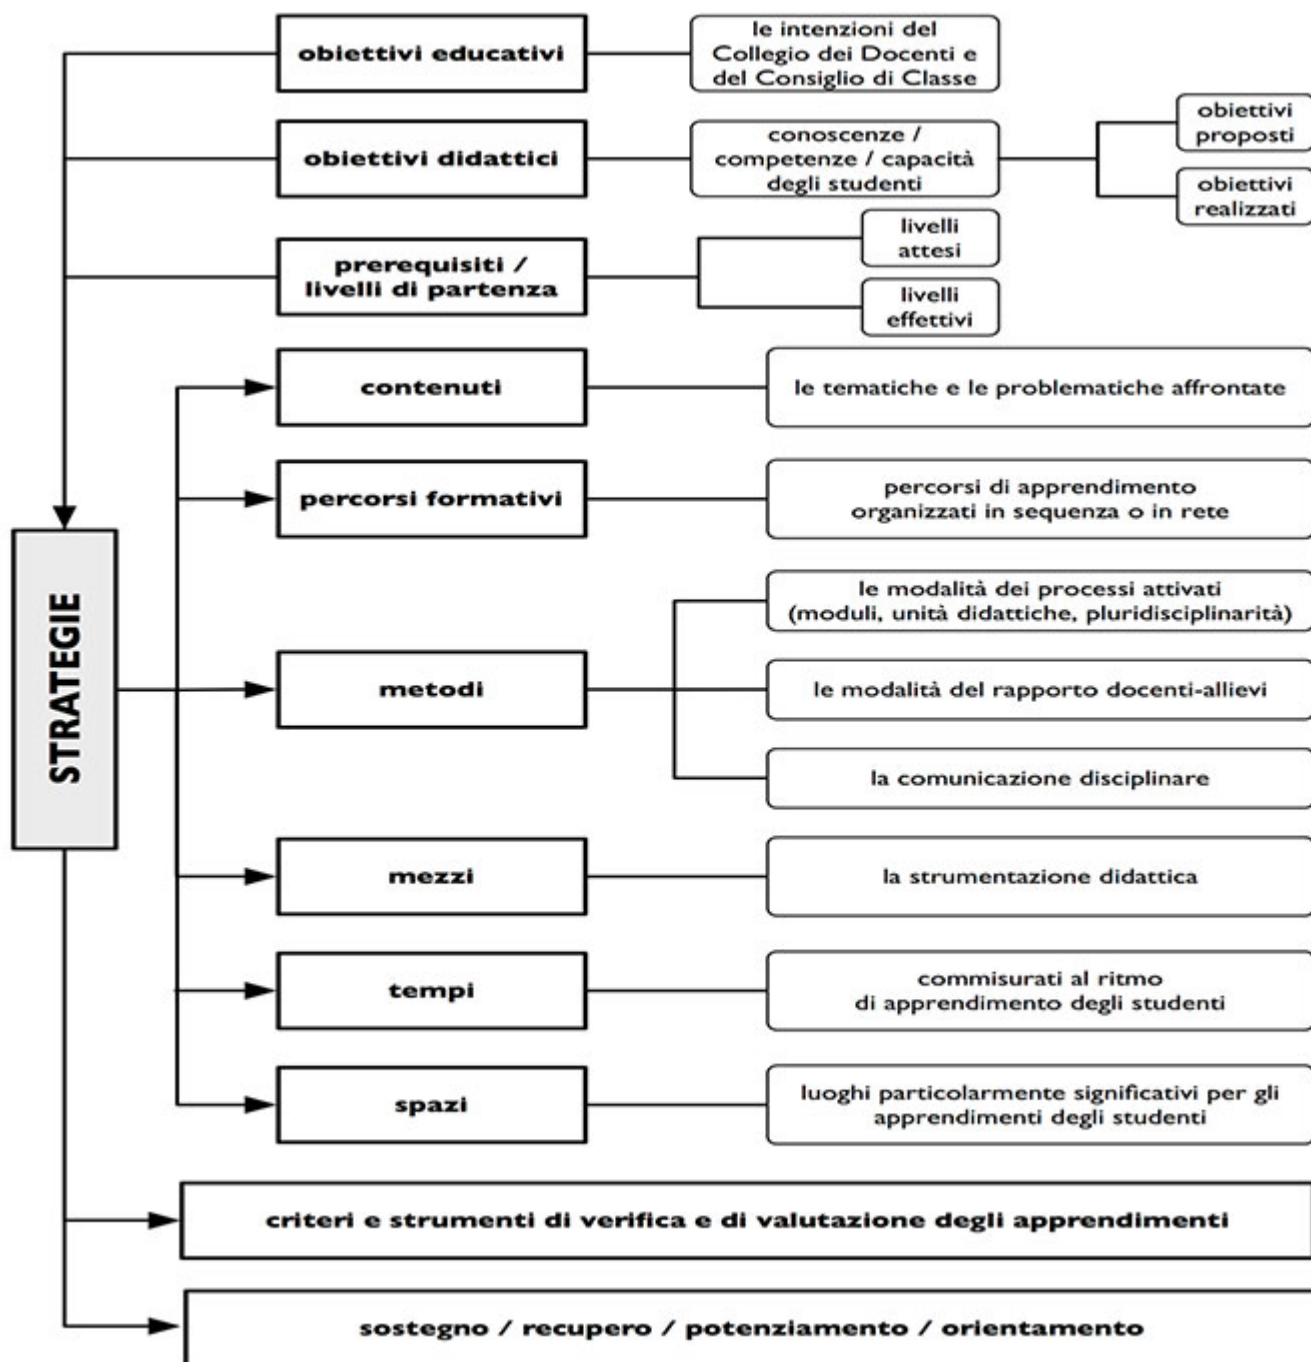 obiettivi educativi
le intenzioni del
Collegio dei Docenti e
del Consiglio di Classe
obiettivi didattici
conoscenze /
competenze / capacità
degli studenti
obiettivi
proposti
obiettivi
realizzati
prerequisiti /
livelli di partenza
livelli
attesi
livelli
effettivi
STRATEGIE
contenuti
le tematiche e le problematiche affrontate
percorsi formativi
percorsi di apprendimento
organizzati in sequenza o in rete
metodi
le modalità dei processi attivati
(moduli, unità didattiche, pluridisciplinarità)
le modalità del rapporto docenti-allievi
la comunicazione disciplinare
mezzi
la strumentazione didattica
tempi
commisurati al ritmo
di apprendimento degli studenti
spazi
luoghi particolarmente significativi per gli
apprendimenti degli studenti
criteri e strumenti di verifica e di valutazione degli apprendimenti
sostegno / recupero / potenziamento / orientamento